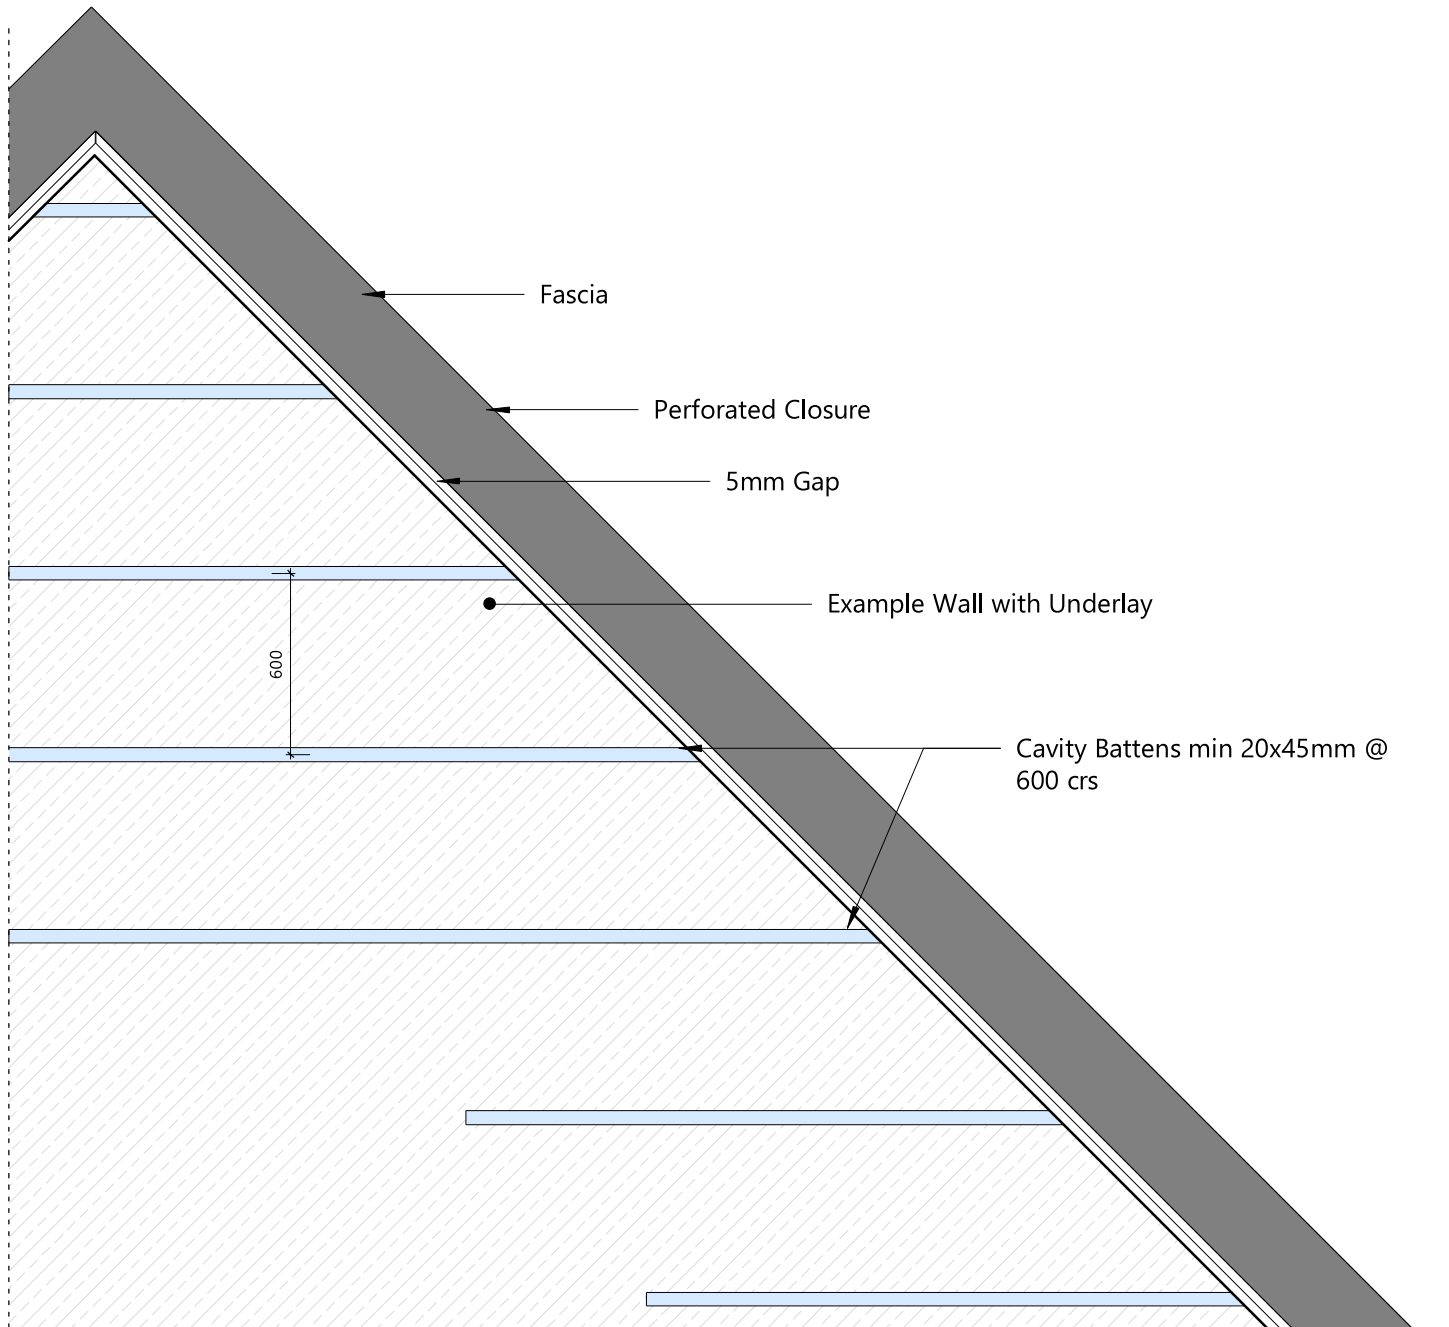 Fascia
Perforated Closure
5mm Gap
Example Wall with Underlay
600
Cavity Battens min 20x45mm @
600 crs